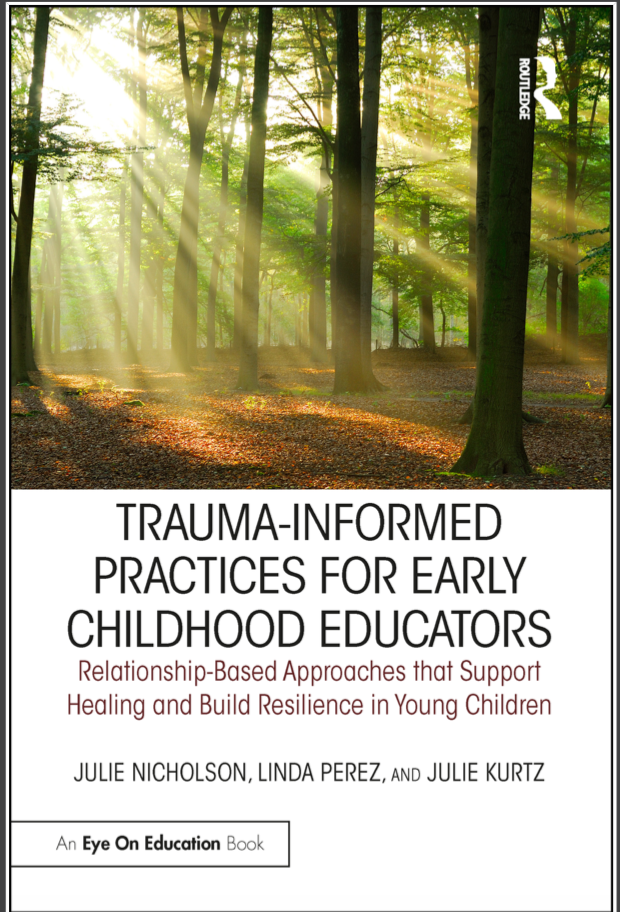 ROUTLEDGE
TRAUMA-INFORMED
PRACTICES FOR EARLY
CHILDHOOD EDUCATORS
Relationship-Based Approaches that Support
Healing and Build Resilience in Young Children
JULIE NICHOLSON, LINDA PEREZ, AND JULIE KURTZ
An Eye On Education Book